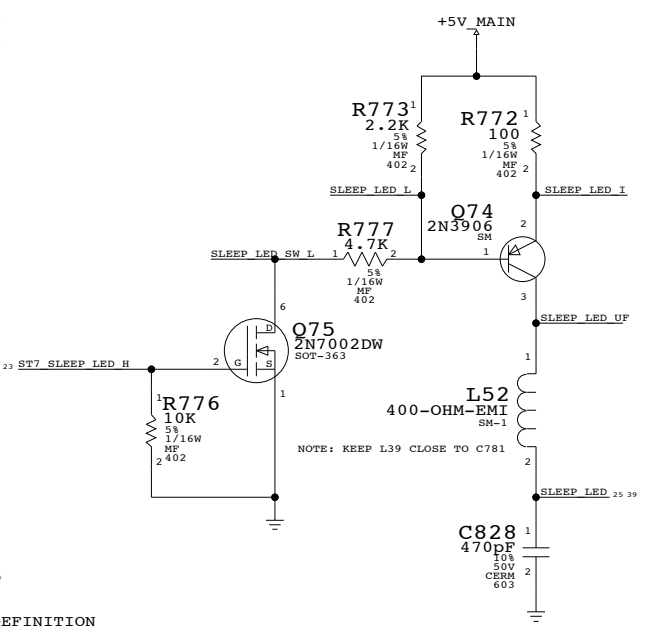 +5V_MAIN
R773
1
2.2K
5%
1/16W
MF
402
2
R772
1
100
5%
1/16W
MF
402
2
SLEEP_LED_L
SLEEP_LED_I
Q74
2N3906
SM
2
1
3
R777
4.7K
1
2
5%
1/16W
MF
402
SLEEP_LED_SW_L
6
Q75
2N7002DW
SOT-363
D
G
S
2
1
23 ST7_SLEEP_LED_H
SLEEP_LED_UF
1
R776
10K
5%
1/16W
MF
402
2
L52
400-OHM-EMI
SM-1
1
2
NOTE: KEEP L39 CLOSE TO C781
SLEEP_LED 25 39
C828
470pF
10%
50V
CERM
603
1
2
EFINITION